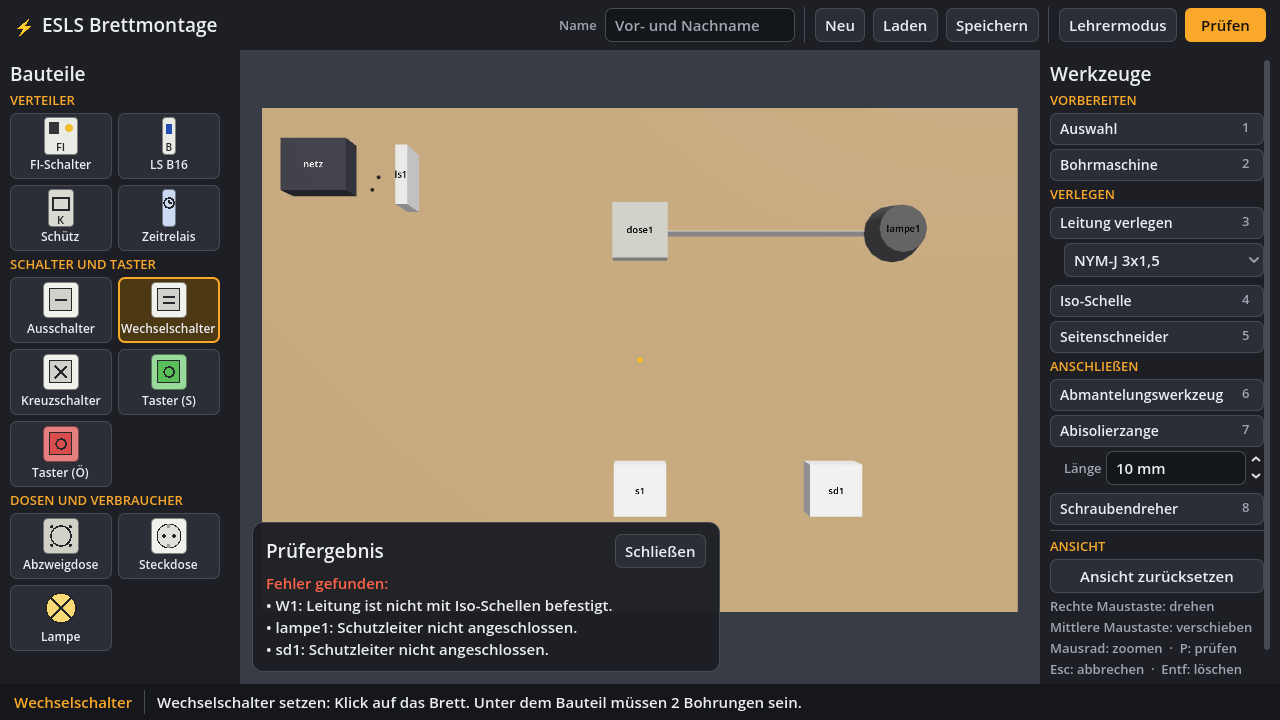 ⚡ ESLS Brettmontage
Name
Vor- und Nachname
Neu
Laden
Speichern
Lehrermodus
Prüfen
Bauteile
VERTEILER
FI
FI-Schalter
B
LS B16
K
Schütz
Zeitrelais
SCHALTER UND TASTER
Ausschalter
Wechselschalter
Kreuzschalter
Taster (S)
Taster (Ö)
DOSEN UND VERBRAUCHER
Abzweigdose
Steckdose
Lampe
netz
ls1
dose1
lampe1
s1
sd1
Prüfergebnis
Schließen
Fehler gefunden:
• W1: Leitung ist nicht mit Iso-Schellen befestigt.
• lampe1: Schutzleiter nicht angeschlossen.
• sd1: Schutzleiter nicht angeschlossen.
Werkzeuge
VORBEREITEN
Auswahl 1
Bohrmaschine 2
VERLEGEN
Leitung verlegen 3
NYM-J 3x1,5
Iso-Schelle 4
Seitenschneider 5
ANSCHLIEßEN
Abmantelungswerkzeug 6
Abisolierzange 7
Länge 10 mm
Schraubendreher 8
ANSICHT
Ansicht zurücksetzen
Rechte Maustaste: drehen
Mittlere Maustaste: verschieben
Mausrad: zoomen · P: prüfen
Esc: abbrechen · Entf: löschen
Wechselschalter
Wechselschalter setzen: Klick auf das Brett. Unter dem Bauteil müssen 2 Bohrungen sein.